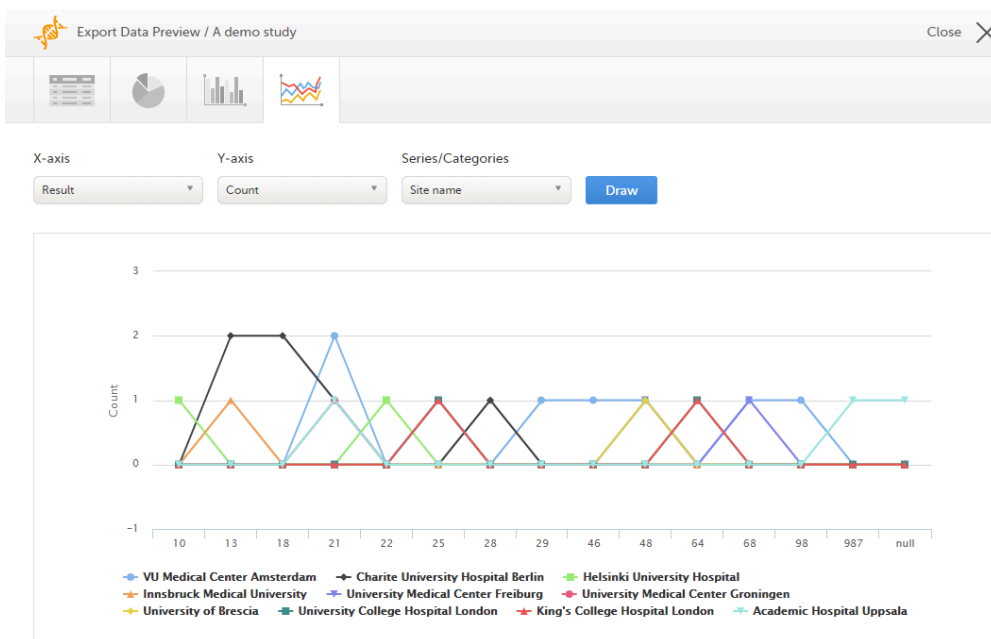 Export Data Preview / A demo study Close
X-axis Y-axis Series/Categories
Result Count Site name Draw
3
2
1
0
-1
Count
10 13 18 21 22 25 28 29 46 48 64 68 98 987 null
VU Medical Center Amsterdam Charite University Hospital Berlin Helsinki University Hospital
Innsbruck Medical University University Medical Center Freiburg University Medical Center Groningen
University of Brescia University College Hospital London King's College Hospital London Academic Hospital Uppsala